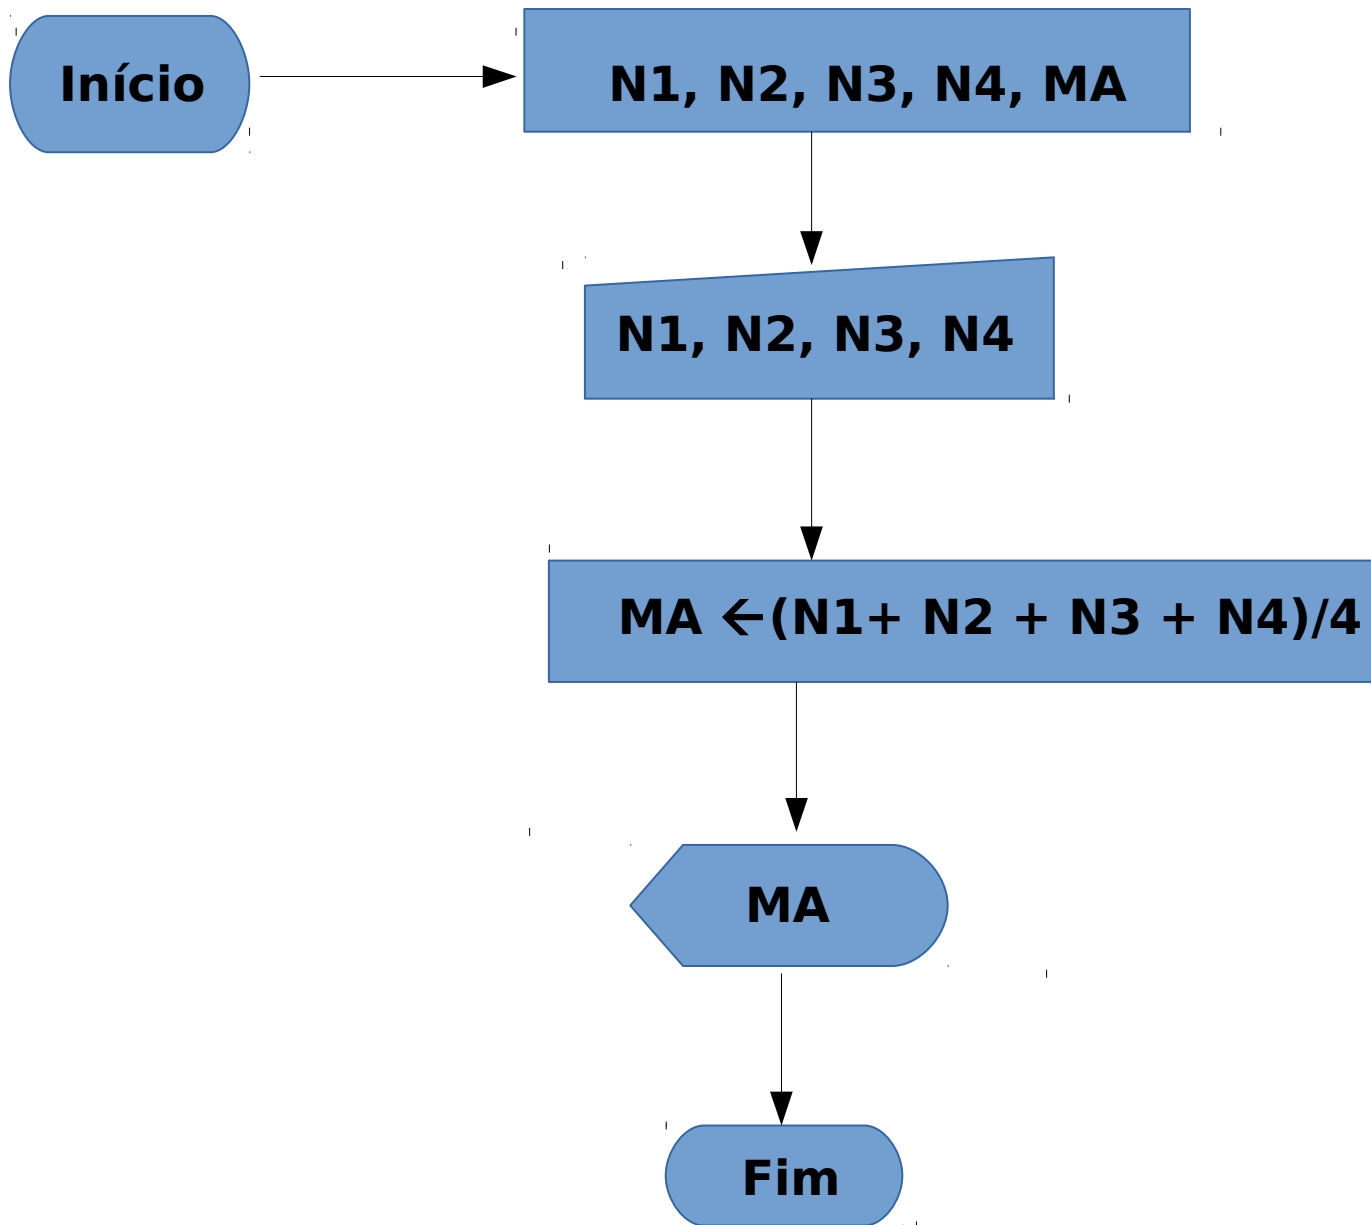 Início
N1, N2, N3, N4, MA
N1, N2, N3, N4
MA ←(N1+ N2 + N3 + N4)/4
MA
Fim